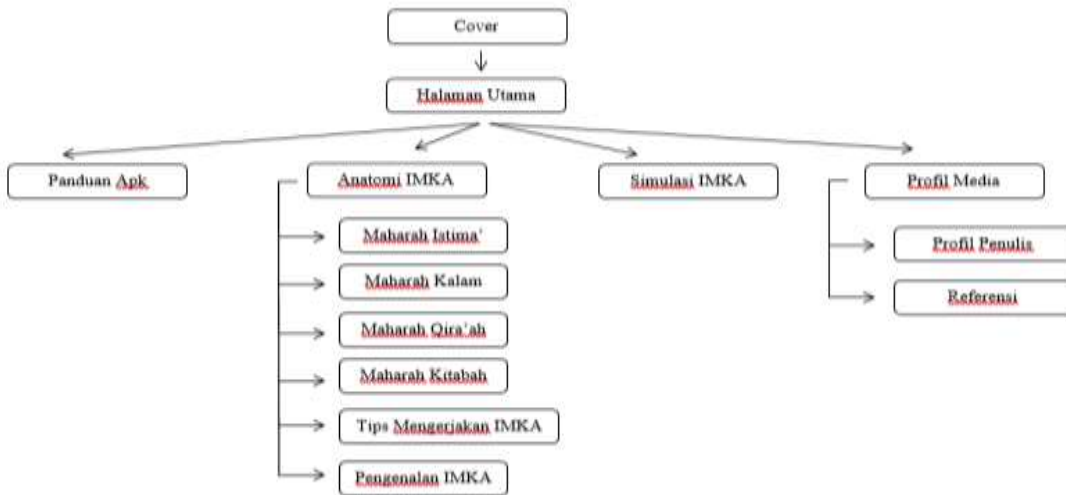 Cover
Halaman Utama
Panduan Apk
Anatomi IMKA
Simulasi IMKA
Profil Media
Maharah Istima'
Maharah Kalam
Maharah Qira'ah
Maharah Kitabah
Tips Mengerjakan IMKA
Pengenalan IMKA
Profil Penulis
Referensi